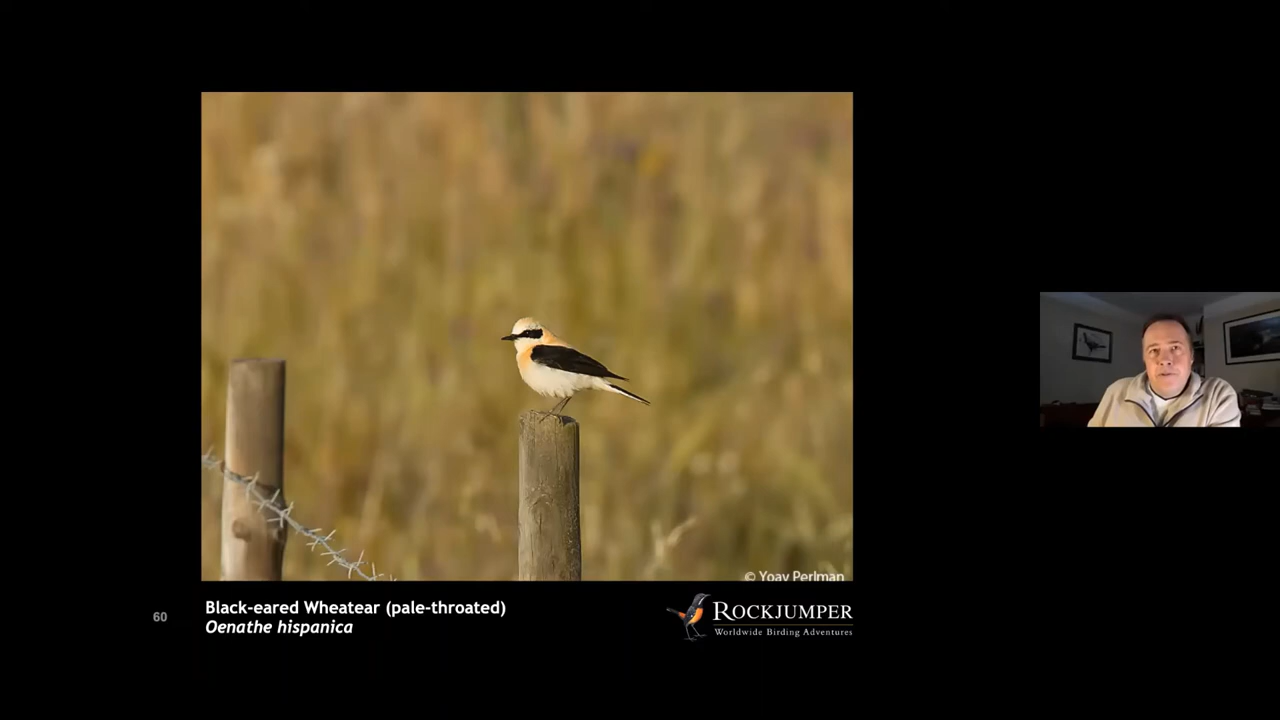 © Yoav Perlman
60
Black-eared Wheatear (pale-throated)
Oenathe hispanica
ROCKJUMPER
Worldwide Birding Adventures